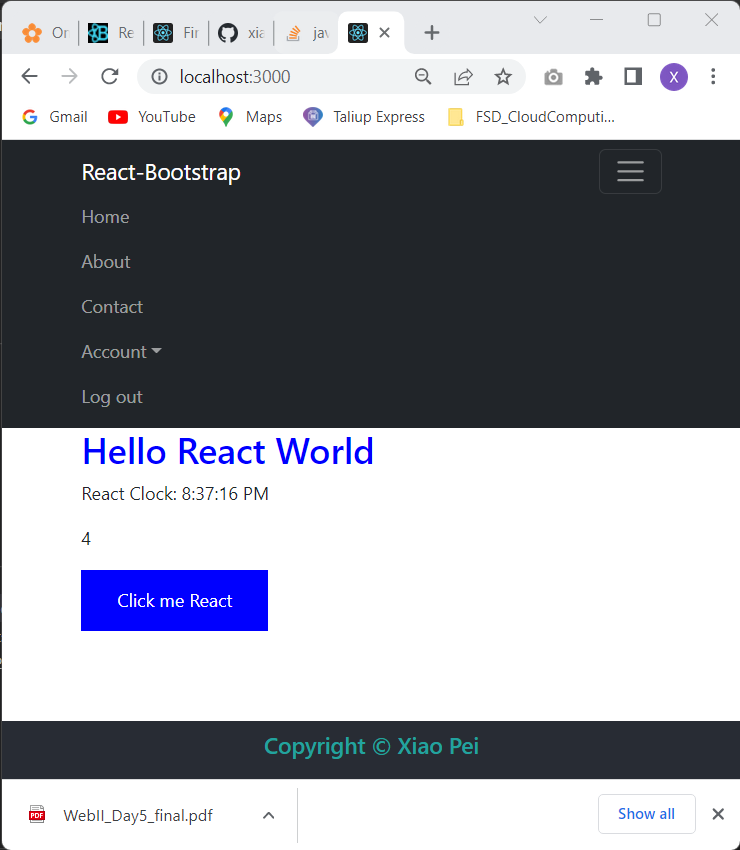 Or
Re
Fir
xia
jav
localhost:3000
X
Gmail
YouTube
Maps
Taliup Express
FSD_CloudComputi...
React-Bootstrap
Home
About
Contact
Account
Log out
Hello React World
React Clock: 8:37:16 PM
4
Click me React
Copyright © Xiao Pei
PDF
WebII_Day5_final.pdf
Show all